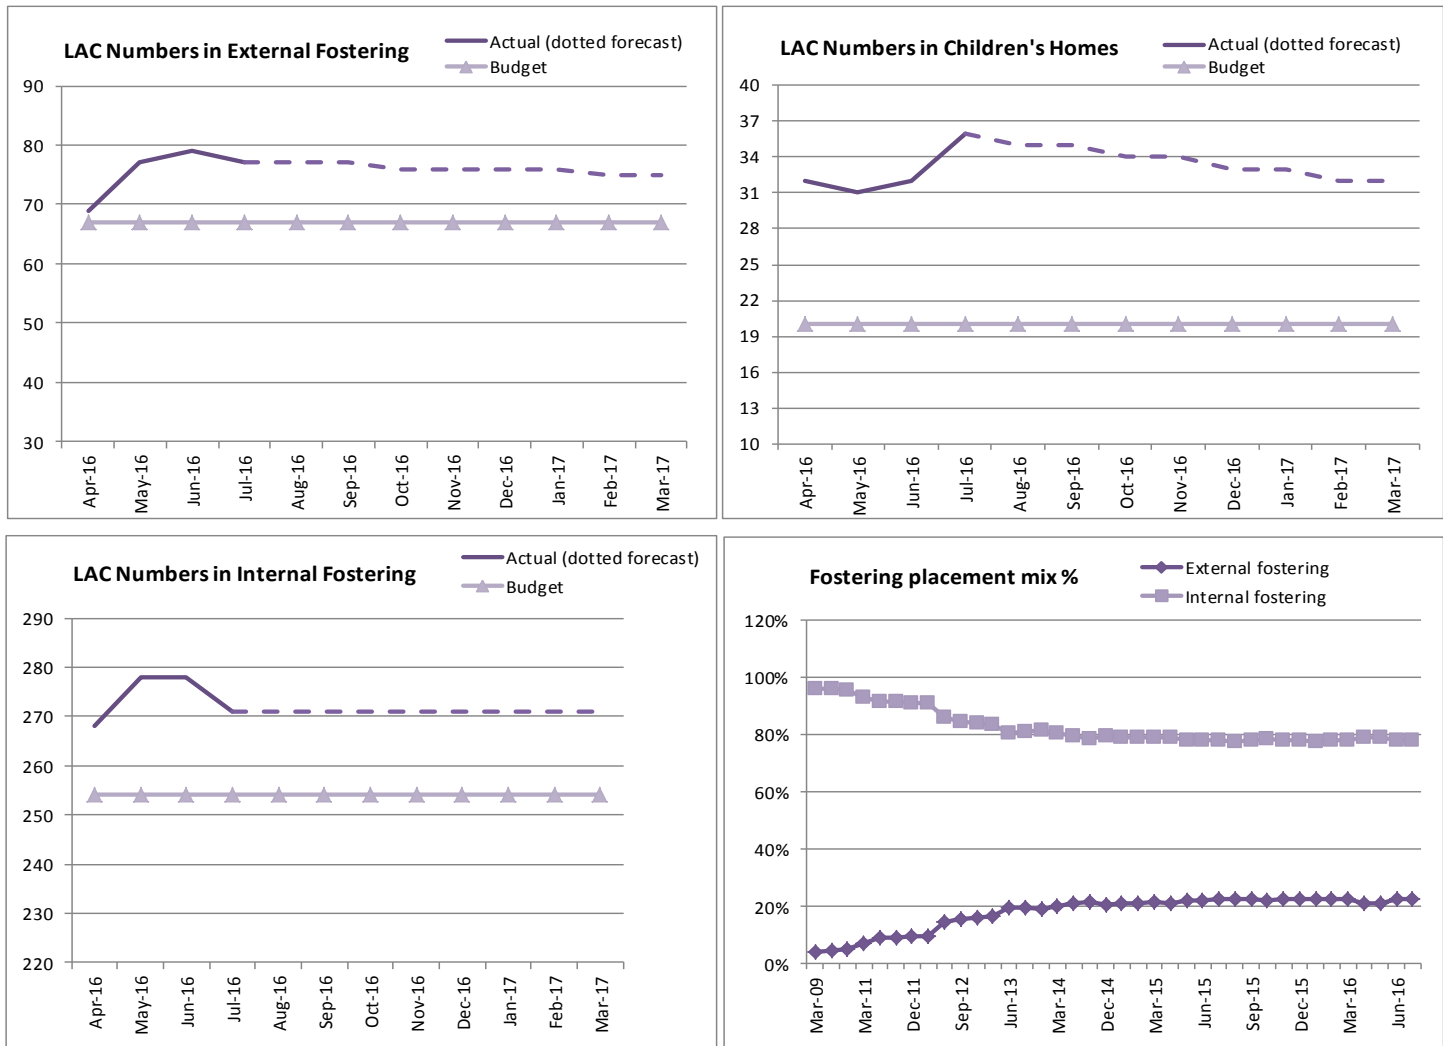 LAC Numbers in External Fostering
Actual (dotted forecast)
Budget
90
80
70
60
50
40
30
Apr-16
May-16
Jun-16
Jul-16
Aug-16
Sep-16
Oct-16
Nov-16
Dec-16
Jan-17
Feb-17
Mar-17
LAC Numbers in Children's Homes
Actual (dotted forecast)
Budget
40
37
34
31
28
25
22
19
16
13
10
Apr-16
May-16
Jun-16
Jul-16
Aug-16
Sep-16
Oct-16
Nov-16
Dec-16
Jan-17
Feb-17
Mar-17
LAC Numbers in Internal Fostering
Actual (dotted forecast)
Budget
290
280
270
260
250
240
230
220
Apr-16
May-16
Jun-16
Jul-16
Aug-16
Sep-16
Oct-16
Nov-16
Dec-16
Jan-17
Feb-17
Mar-17
Fostering placement mix %
External fostering
Internal fostering
120%
100%
80%
60%
40%
20%
0%
Mar-09
Mar-11
Dec-11
Sep-12
Jun-13
Mar-14
Dec-14
Mar-15
Jun-15
Sep-15
Dec-15
Mar-16
Jun-16